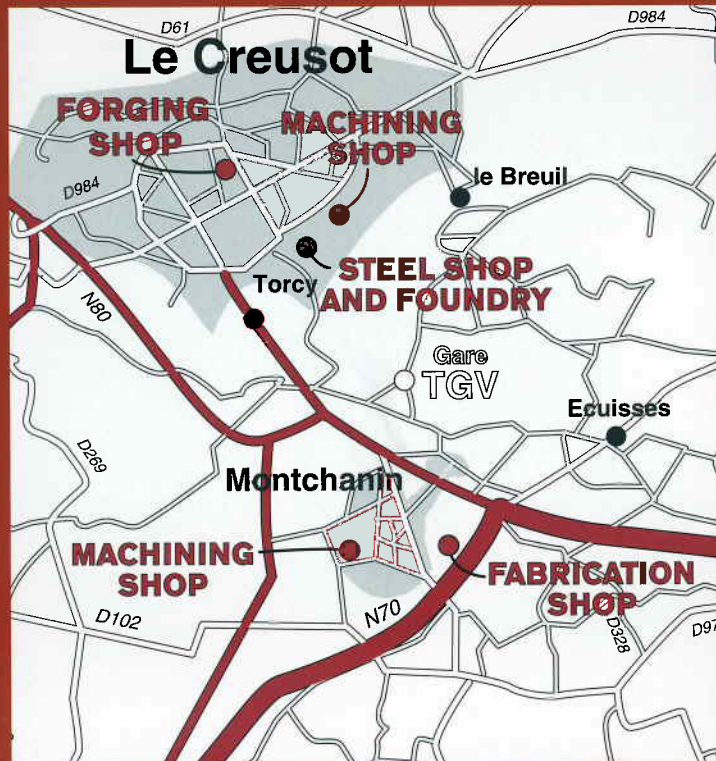 D61
D984
Le Creusot
FORGING
SHOP
MACHINING
SHOP
D984
le Breuil
STEEL SHOP
AND FOUNDRY
Torcy
N80
Gare
TGV
Ecuisses
D269
Montchanin
MACHINING
SHOP
FABRICATION
SHOP
N70
D102
D328
D97